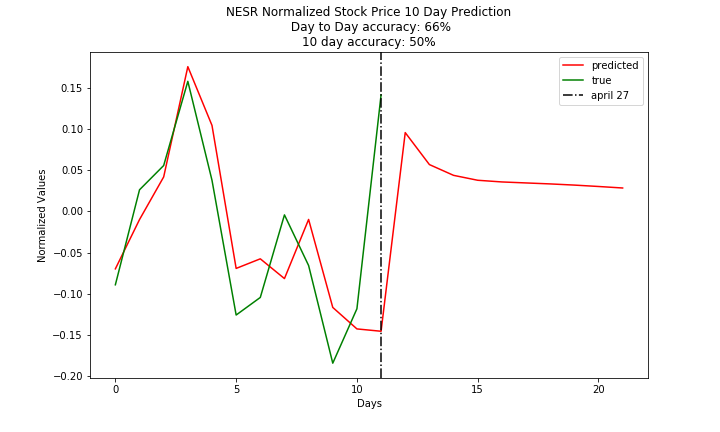 NESR Normalized Stock Price 10 Day Prediction
Day to Day accuracy: 66%
10 day accuracy: 50%
predicted
true
april 27
Normalized Values
0.15
0.10
0.05
0.00
−0.05
−0.10
−0.15
−0.20
0 5 10 15 20
Days